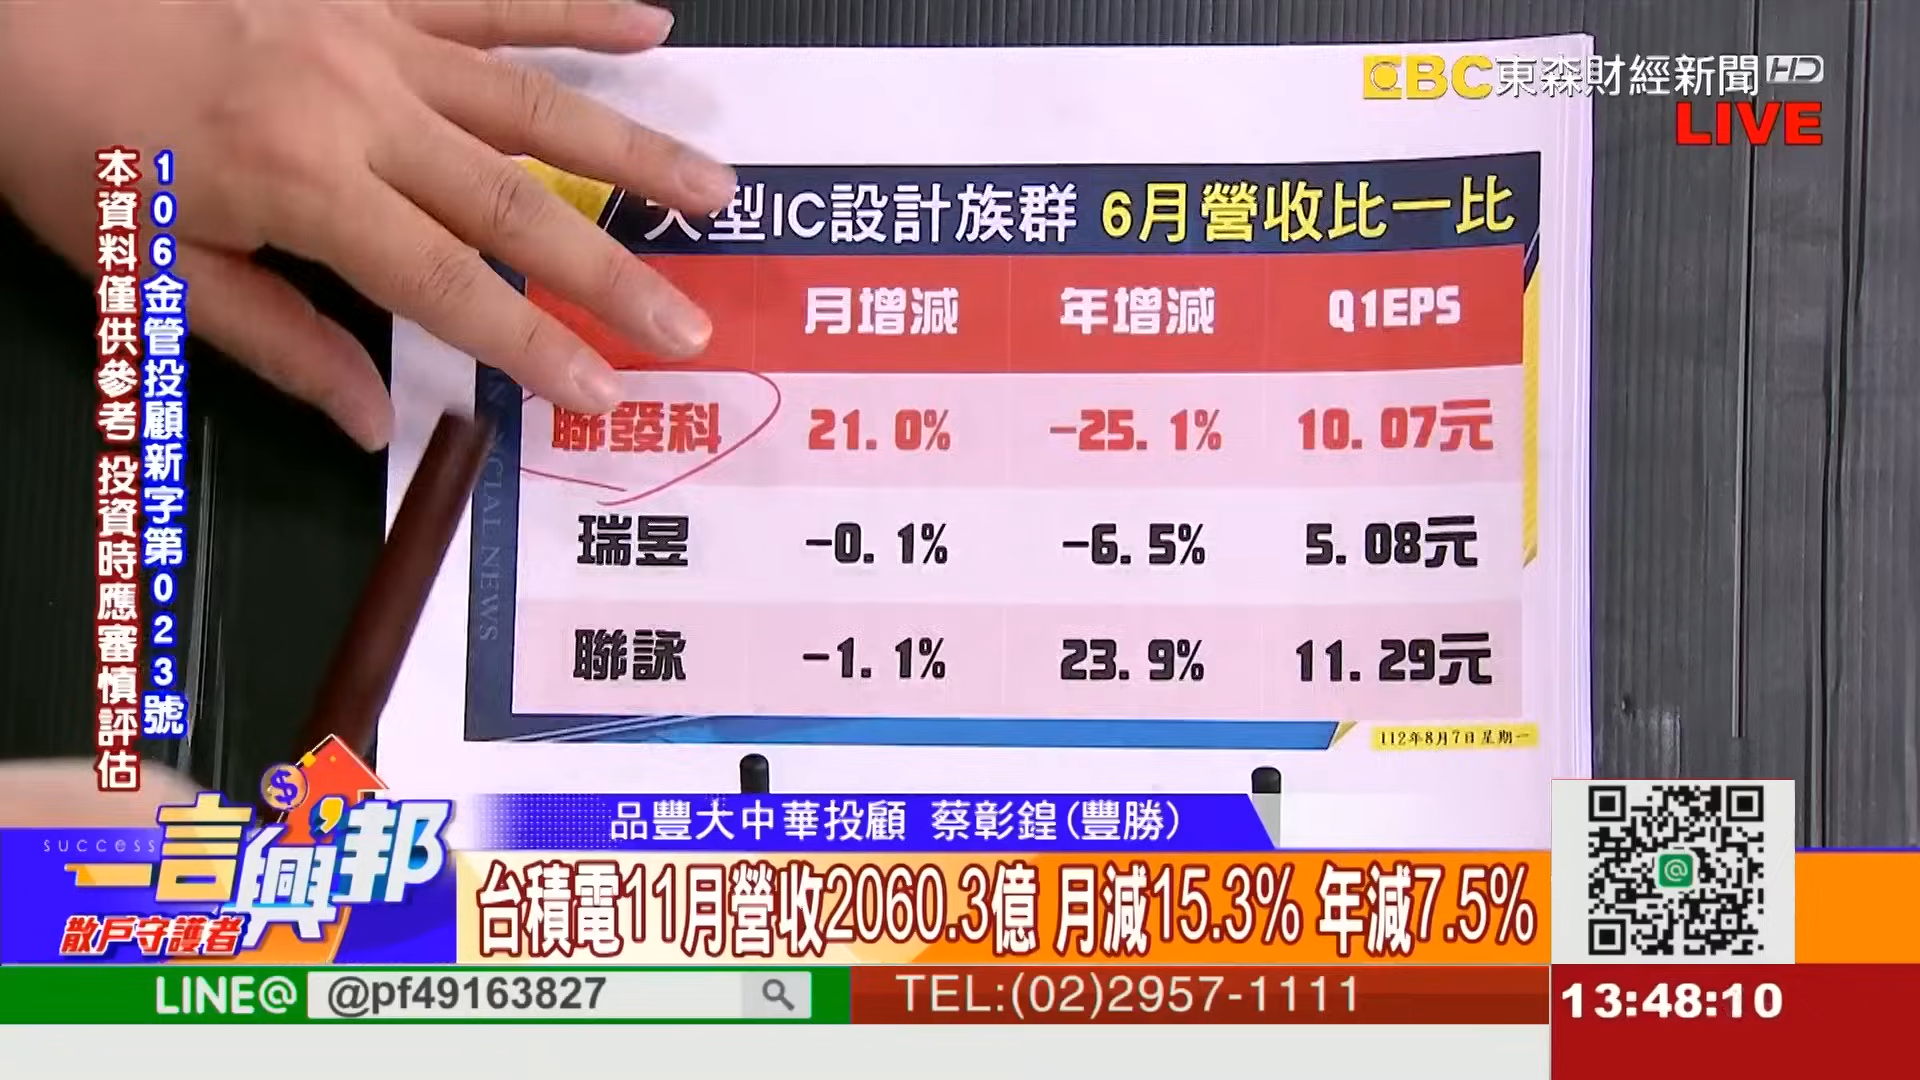 EBC東森財經新聞HD
LIVE
106金管投顧新字第023號
本資料僅供參考 投資時應審慎評估
大型IC設計族群 6月營收比一比
月增減 年增減 Q1EPS
聯發科 21.0% -25.1% 10.07元
瑞昱 -0.1% -6.5% 5.08元
聯詠 -1.1% 23.9% 11.29元
CIAL NEWS
112年8月7日星期一
success
一言興邦
散戶守護者
品豐大中華投顧 蔡彰鍠(豐勝)
台積電11月營收2060.3億 月減15.3% 年減7.5%
LINE@ @pf49163827
TEL:(02)2957-1111
13:48:10